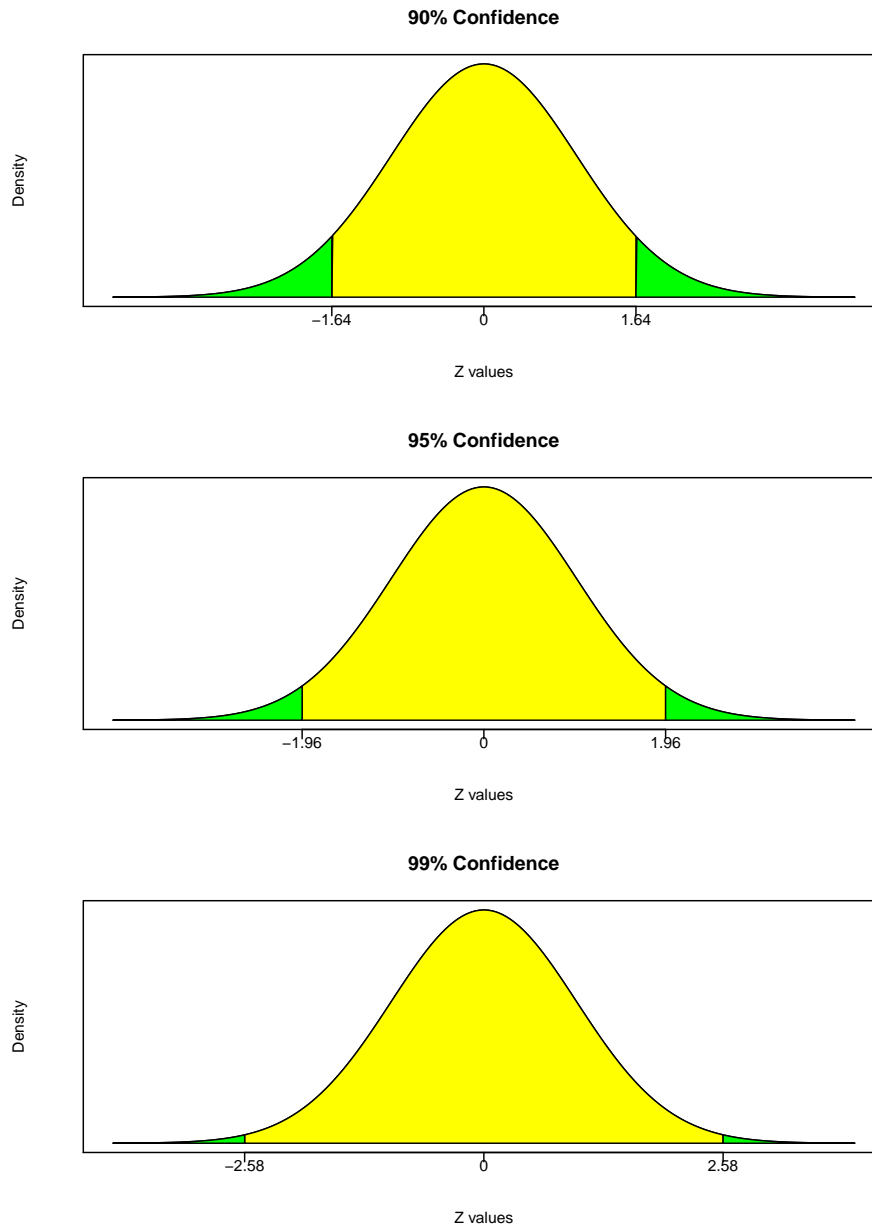 90% Confidence
Density
−1.64 0 1.64
Z values
95% Confidence
Density
−1.96 0 1.96
Z values
99% Confidence
Density
−2.58 0 2.58
Z values